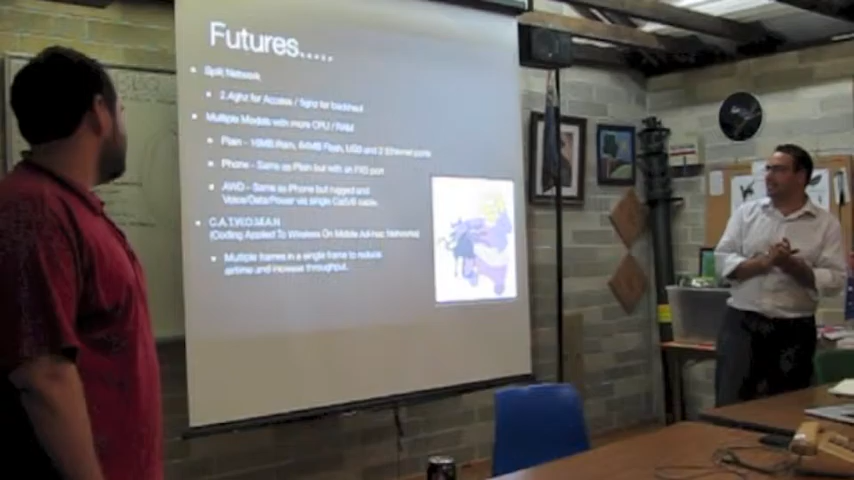 Futures.....
Split Network
2.4ghz for Access / 5ghz for backhaul
Multiple Models with more CPU / RAM
Plain - 16MB Ram, 64MB Flash, USB and 2 Ethernet ports
Phone - Same as Plain but with an FXS port
AWD - Same as Phone but rugged and
Voice/Data/Power via single Cat5/6 cable.
C.A.T.W.O.M.A.N
(Coding Applied To Wireless On Mobile Ad-hoc Networks)
Multiple frames in a single frame to reduce
airtime and increase throughput.